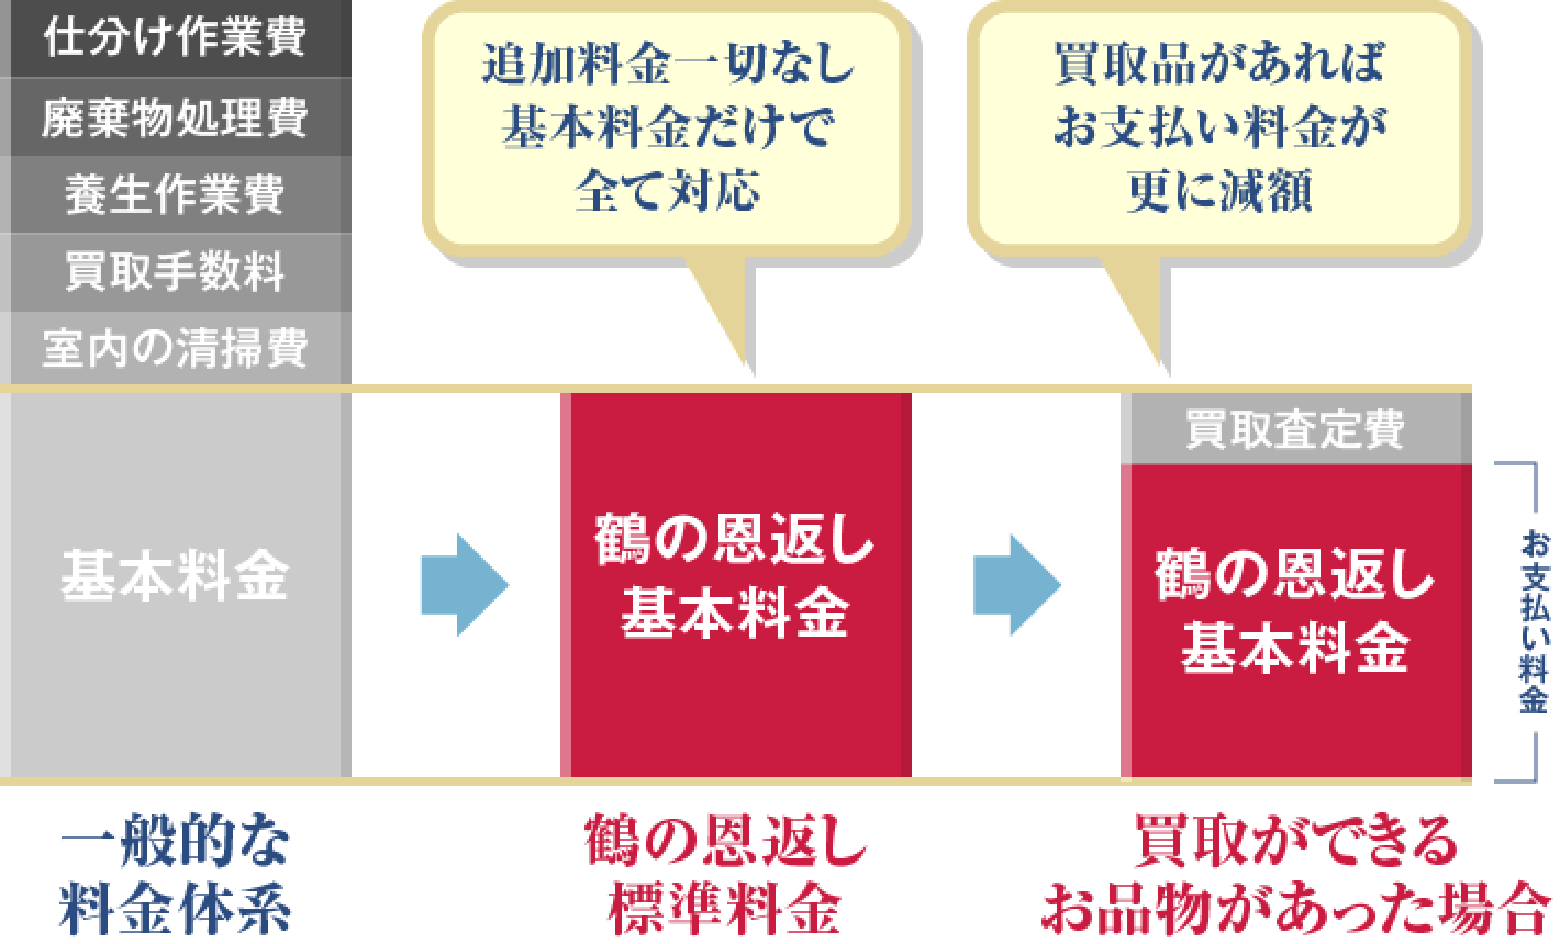 仕分け作業費
廃棄物処理費
養生作業費
買取手数料
室内の清掃費
基本料金
一般的な
料金体系
追加料金一切なし
基本料金だけで
全て対応
鶴の恩返し
基本料金
鶴の恩返し
標準料金
買取品があれば
お支払い料金が
更に減額
買取査定費
鶴の恩返し
基本料金
お支払い料金
買取ができる
お品物があった場合